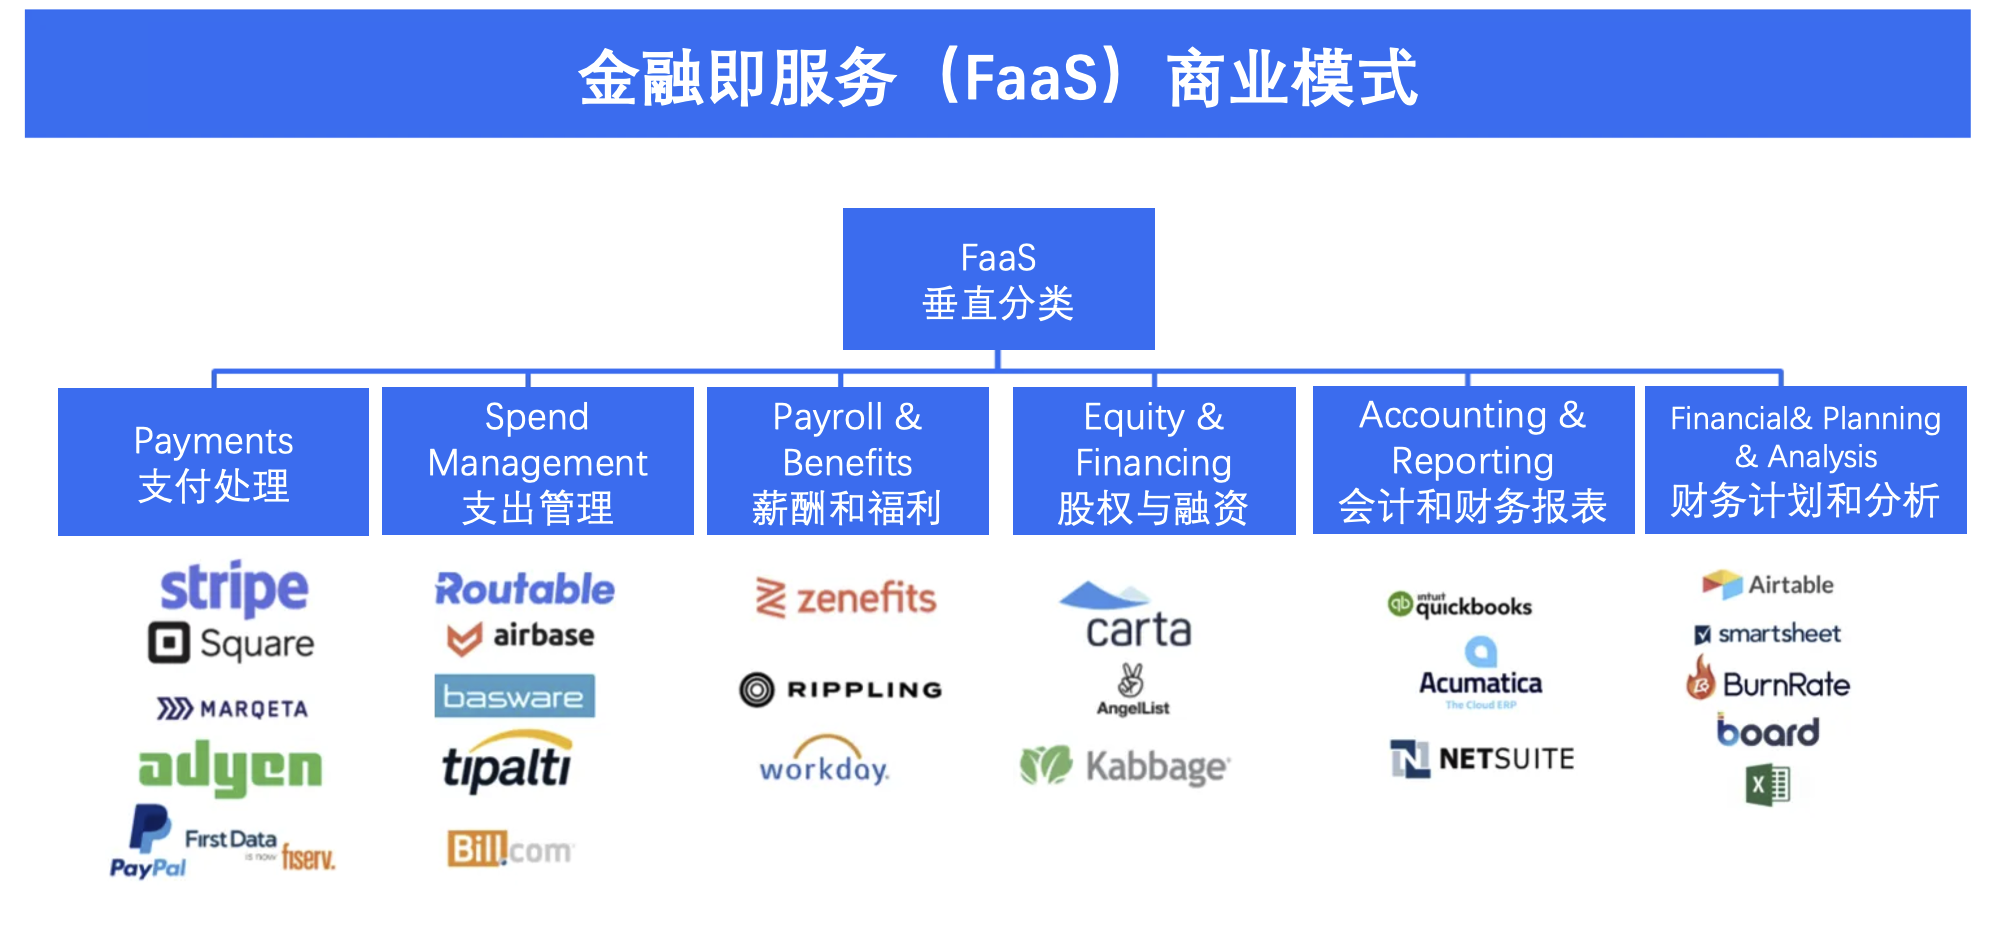 金融即服务（FaaS）商业模式
FaaS
垂直分类
Payments
支付处理
Spend
Management
支出管理
Payroll &
Benefits
薪酬和福利
Equity &
Financing
股权与融资
Accounting &
Reporting
会计和财务报表
Financial& Planning
& Analysis
财务计划和分析
stripe
Square
MARQETA
adyen
PayPal
First Data
is now
fiserv.
Routable
airbase
basware
tipalti
Bill.com
zenefits
RIPPLING
workday.
carta
AngelList
Kabbage
qb
intuit
quickbooks
Acumatica
The Cloud ERP
N
NETSUITE
Airtable
smartsheet
BurnRate
board
X